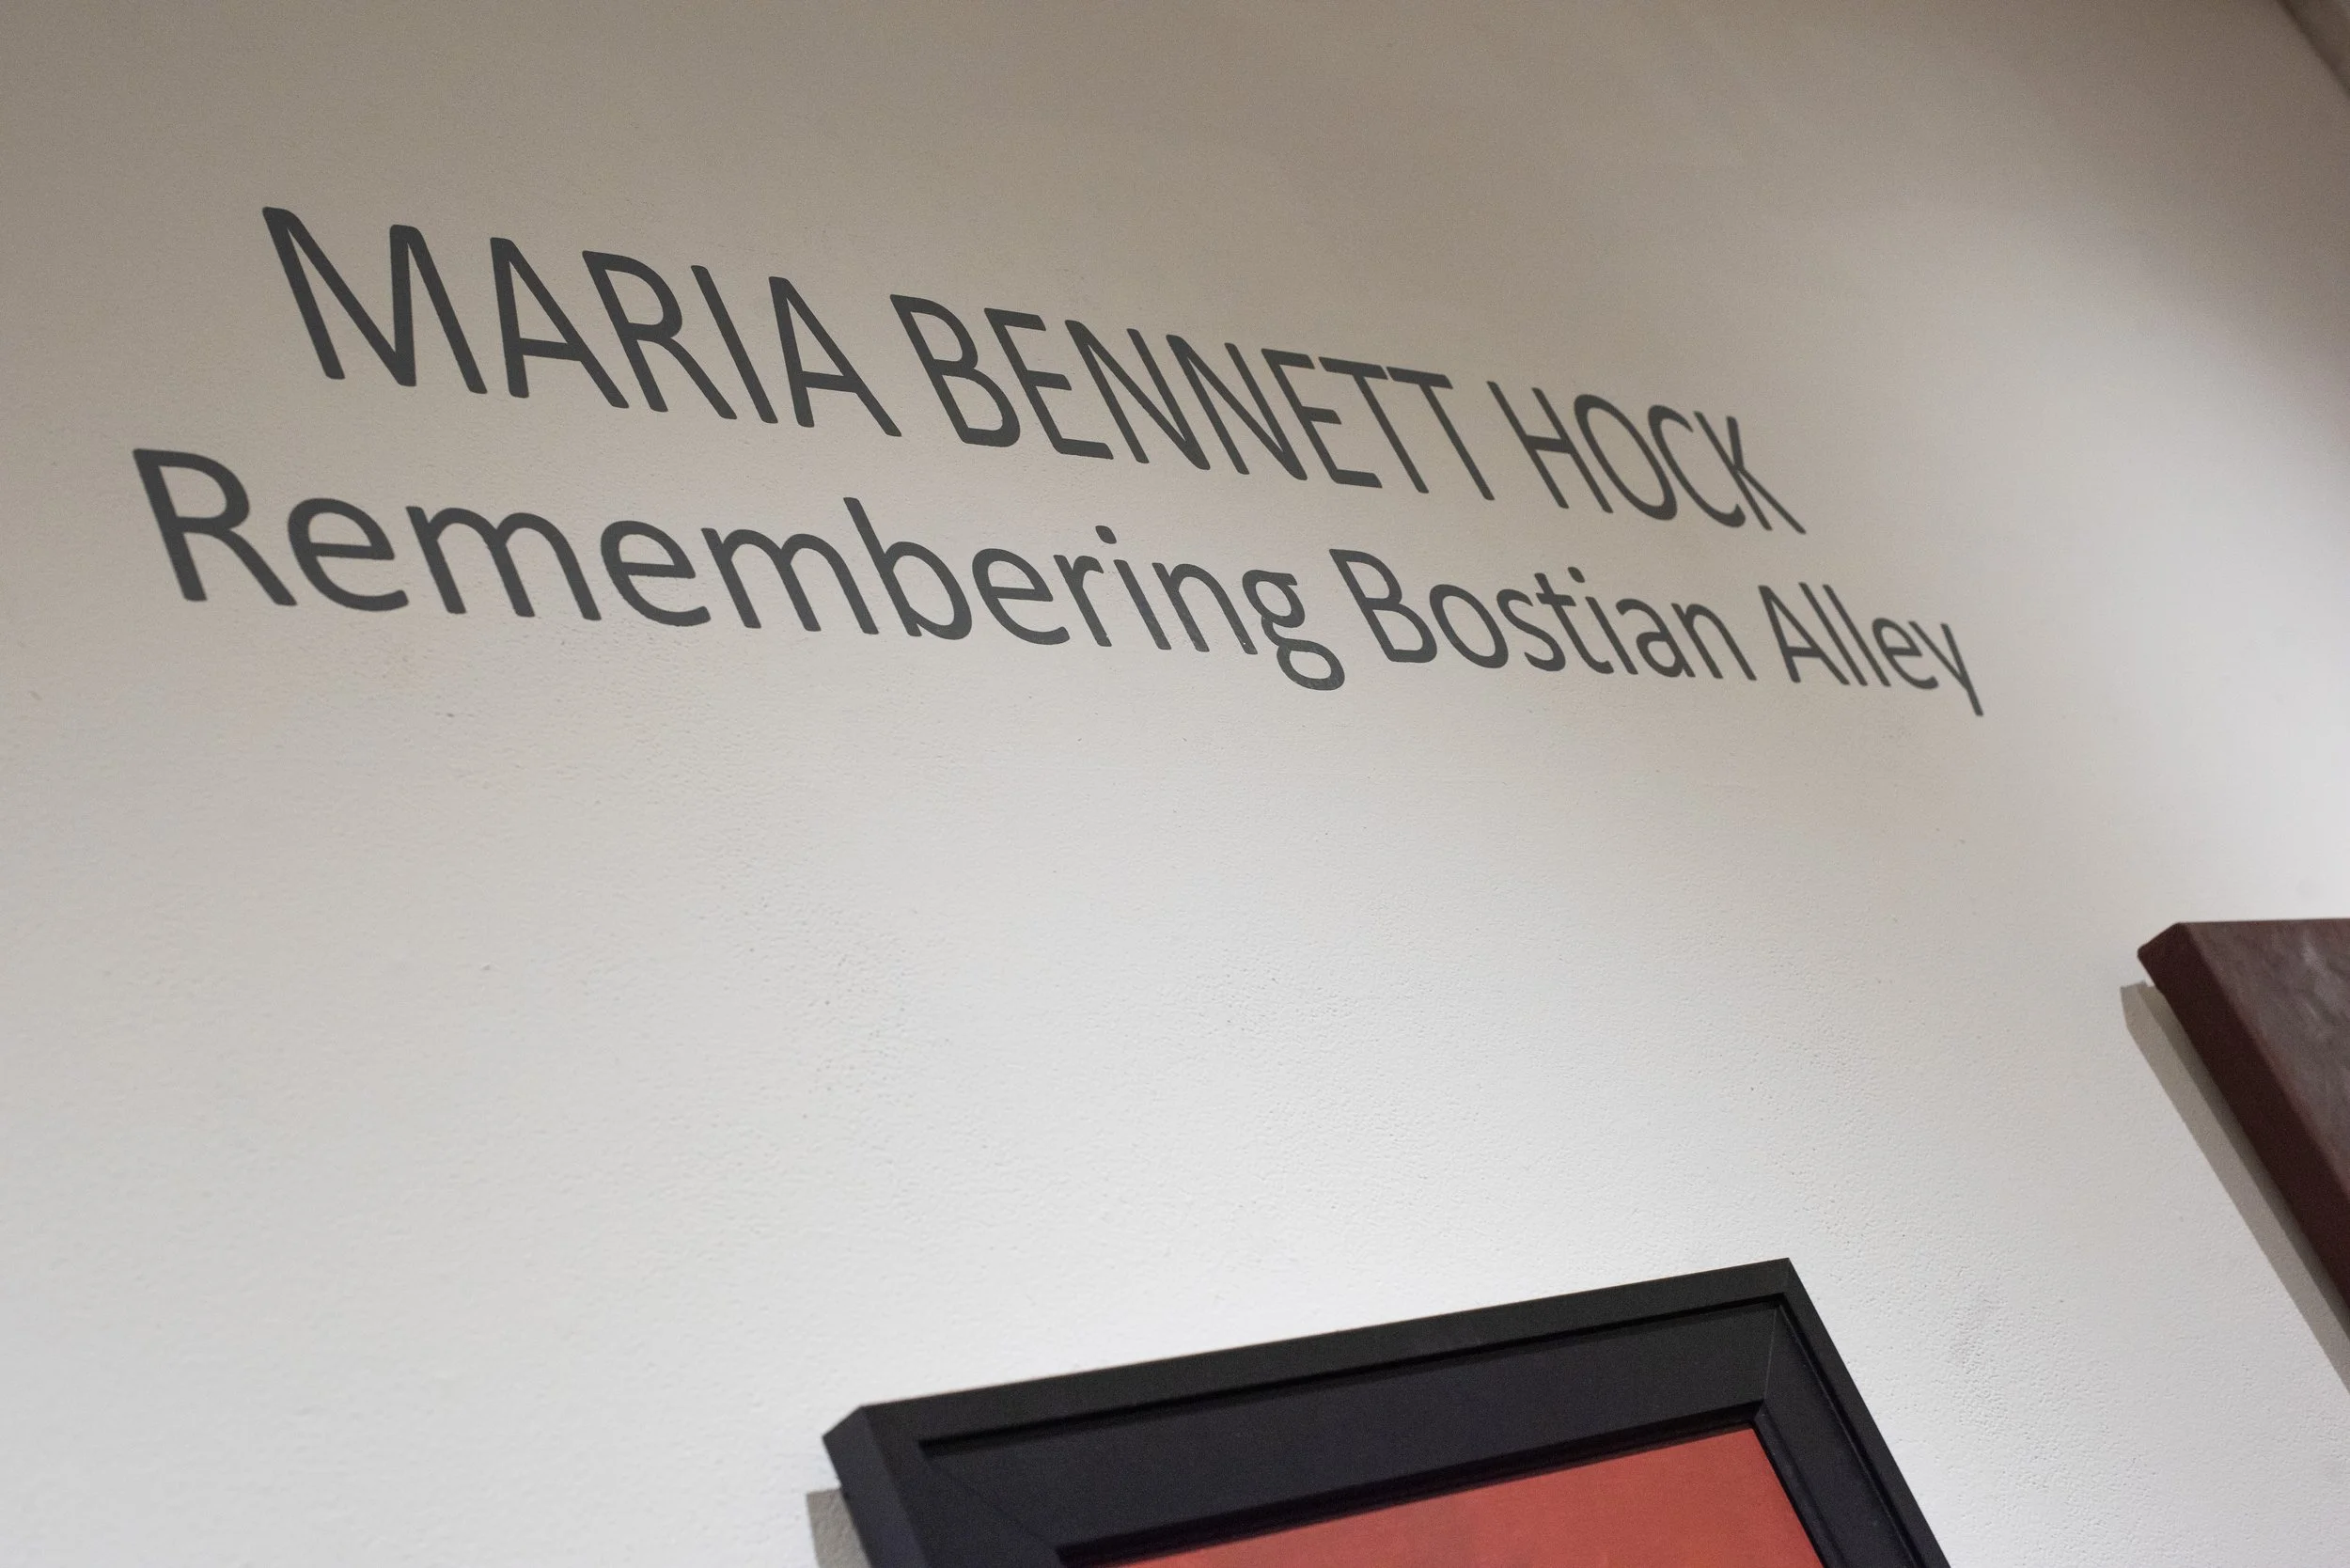 MARIA BENNETT HOCK
Remembering Bostian Alley